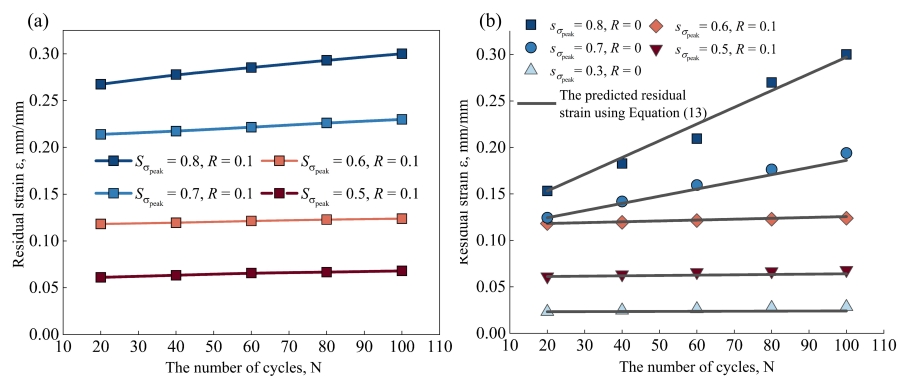 (a)
0.30
0.25
0.20
0.15
0.10
0.05
0.00
Residual strain ε, mm/mm
S_σpeak = 0.8, R = 0.1
S_σpeak = 0.6, R = 0.1
S_σpeak = 0.7, R = 0.1
S_σpeak = 0.5, R = 0.1
10 20 30 40 50 60 70 80 90 100 110
The number of cycles, N
(b)
s_σpeak = 0.8, R = 0
s_σpeak = 0.6, R = 0.1
s_σpeak = 0.7, R = 0
s_σpeak = 0.5, R = 0.1
s_σpeak = 0.3, R = 0
The predicted residual
strain using Equation (13)
0.30
0.25
0.20
0.15
0.10
0.05
0.00
Residual strain ε, mm/mm
10 20 30 40 50 60 70 80 90 100 110
The number of cycles, N